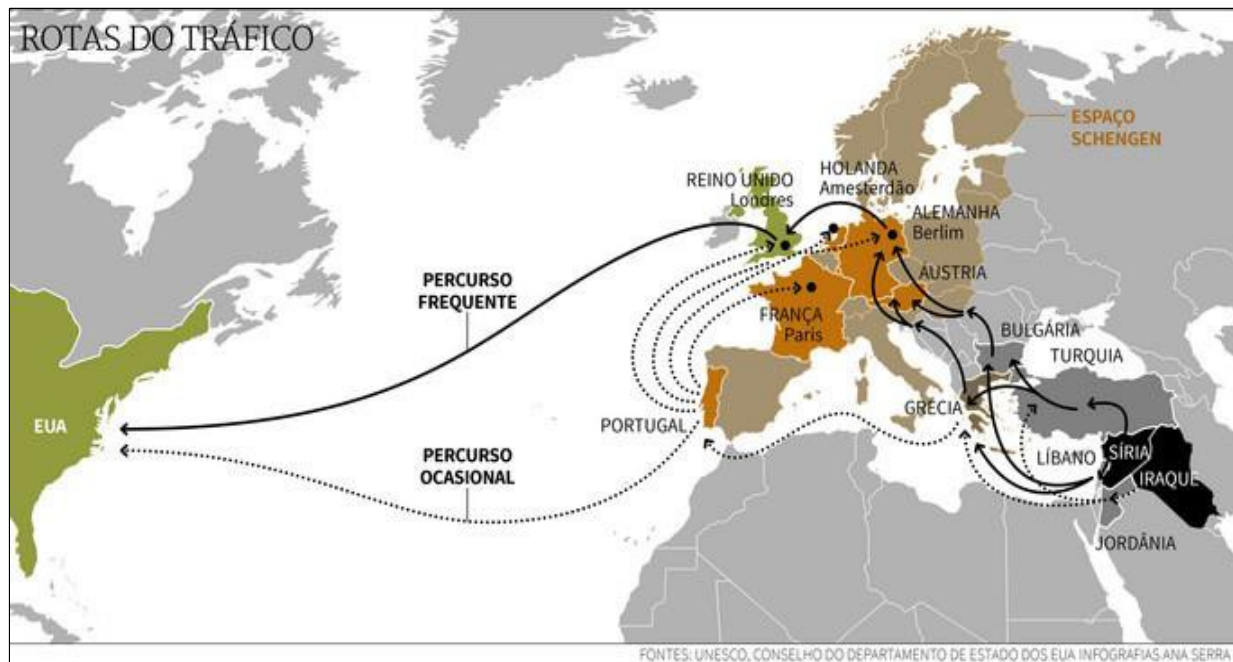 ROTAS DO TRÁFICO
ESPAÇO
SCHENGEN
REINO UNIDO
Londres
HOLANDA
Amesterdão
ALEMANHA
Berlim
ÁUSTRIA
PERCURSO
FREQUENTE
FRANÇA
Paris
BULGÁRIA
TURQUIA
EUA
PORTUGAL
GRÉCIA
PERCURSO
OCASIONAL
LÍBANO
SÍRIA
IRAQUE
JORDÂNIA
FONTES: UNESCO, CONSELHO DO DEPARTAMENTO DE ESTADO DOS EUA INFOGRAFIAS ANA SERRA